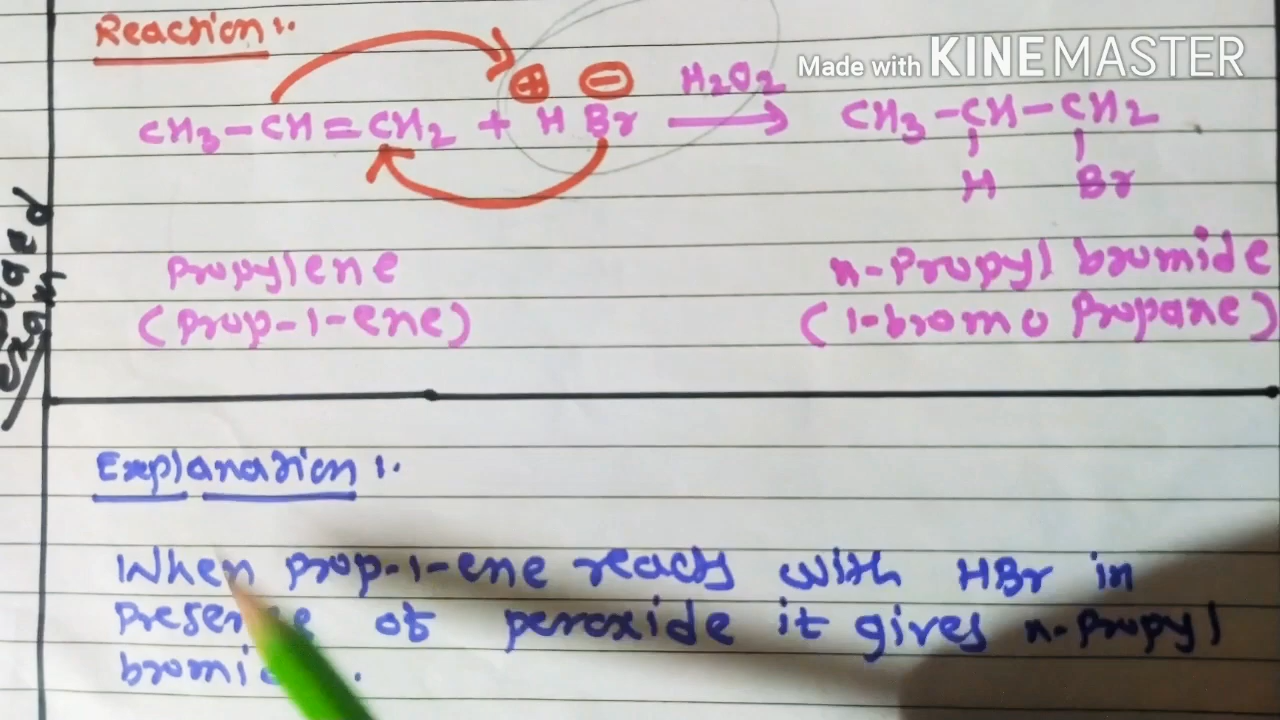 Reaction:.
Made with KINEMASTER
⊕ ⊖
CH3-CH=CH2 + H Br H2O2 → CH3-CH-CH2
H Br
Propylene
n-Propyl bromide
(Prop-1-ene)
(1-bromo Propane)
exam
Explanation:.
When prop-1-ene reacts with HBr in
Presence of peroxide it gives n-Propyl